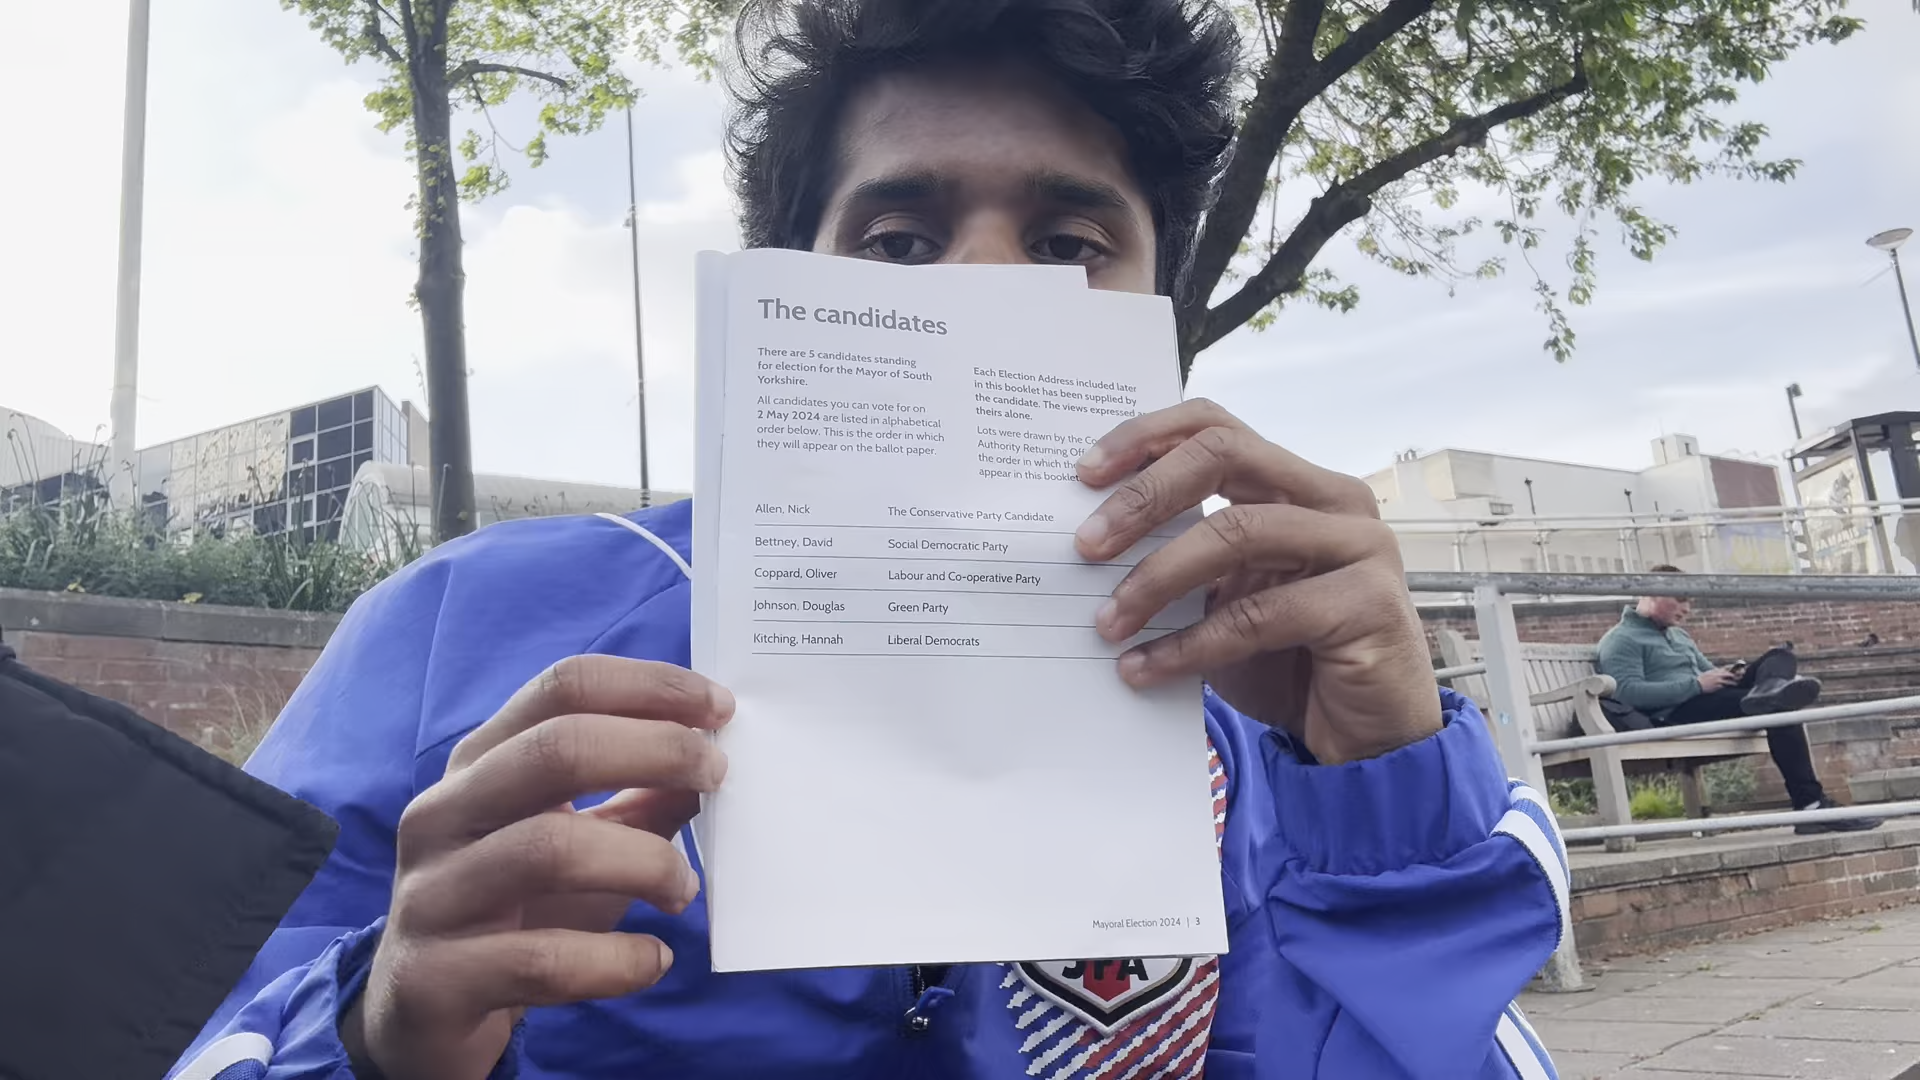 The candidates
There are 5 candidates standing
for election for the Mayor of South
Yorkshire.
All candidates you can vote for on
2 May 2024 are listed in alphabetical
order below. This is the order in which
they will appear on the ballot paper.
Each Election Address included later
in this booklet has been supplied by
the candidate. The views expressed
theirs alone.
Lots were drawn by the
Authority Returning
the order in which
appear in this booklet.
Allen, Nick The Conservative Party Candidate
Bettney, David Social Democratic Party
Coppard, Oliver Labour and Co-operative Party
Johnson, Douglas Green Party
Kitching, Hannah Liberal Democrats
Mayoral Election 2024 | 3